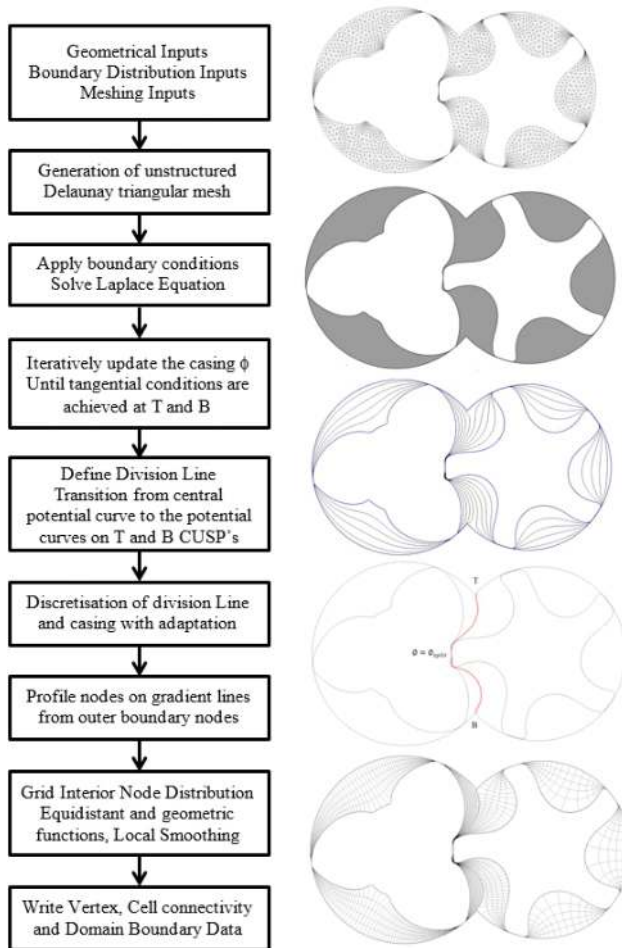 Geometrical Inputs
Boundary Distribution Inputs
Meshing Inputs
Generation of unstructured
Delaunay triangular mesh
Apply boundary conditions
Solve Laplace Equation
Iteratively update the casing ϕ
Until tangential conditions are
achieved at T and B
Define Division Line
Transition from central
potential curve to the potential
curves on T and B CUSP's
Discretisation of division Line
and casing with adaptation
Profile nodes on gradient lines
from outer boundary nodes
Grid Interior Node Distribution
Equidistant and geometric
functions, Local Smoothing
Write Vertex, Cell connectivity
and Domain Boundary Data
T
∅ = ∅split
B